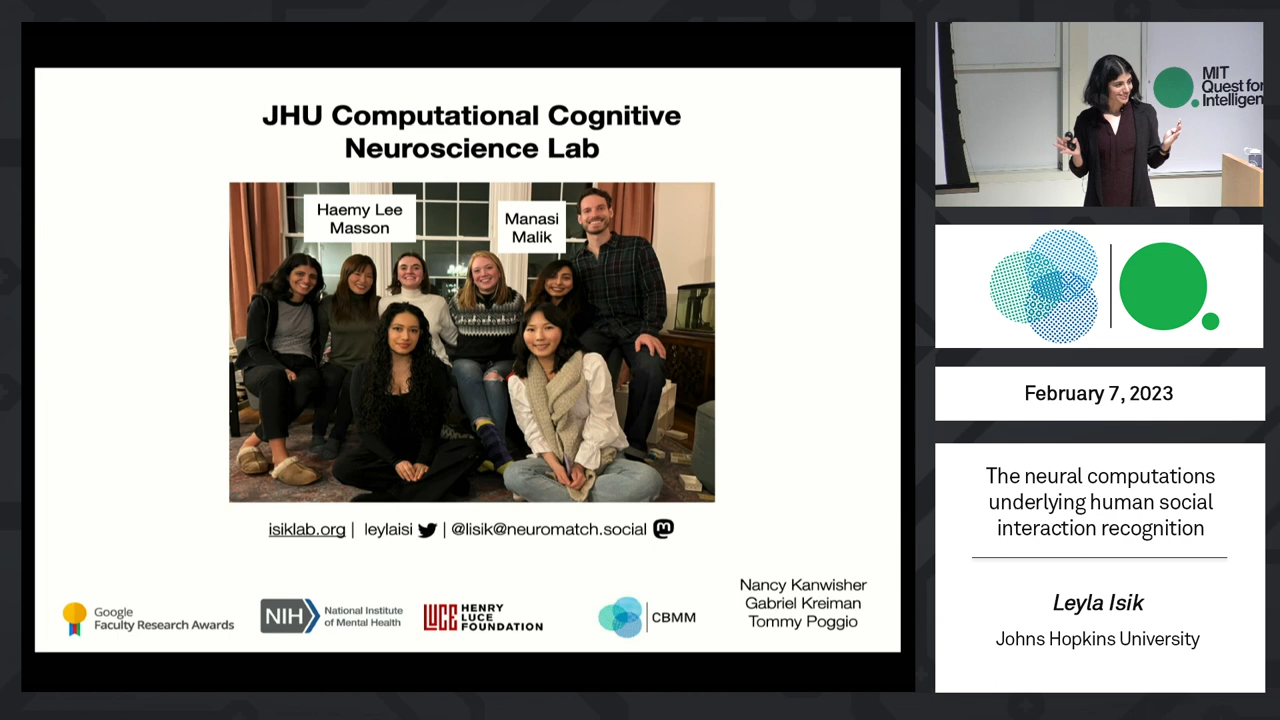 JHU Computational Cognitive
Neuroscience Lab
Haemy Lee
Masson
Manasi
Malik
isiklab.org | leylaisi | @lisik@neuromatch.social
Google
Faculty Research Awards
NIH
National Institute
of Mental Health
LUCE
HENRY
LUCE
FOUNDATION
CBMM
Nancy Kanwisher
Gabriel Kreiman
Tommy Poggio
MIT
Quest for
Intelligen
February 7, 2023
The neural computations
underlying human social
interaction recognition
Leyla Isik
Johns Hopkins University